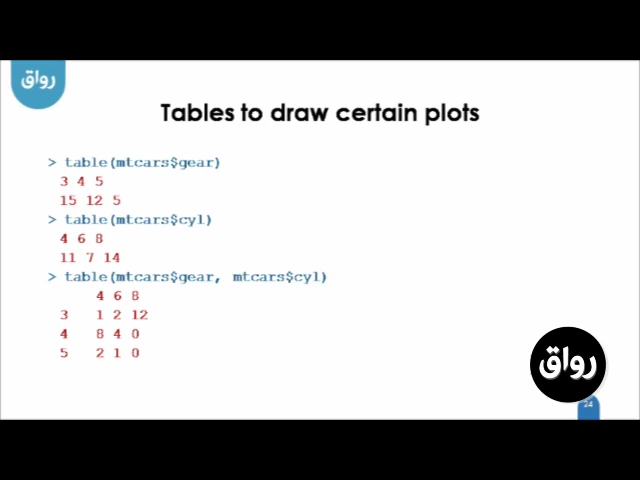 رواق
Tables to draw certain plots
> table(mtcars$gear)
3 4 5
15 12 5
> table(mtcars$cyl)
4 6 8
11 7 14
> table(mtcars$gear, mtcars$cyl)
4 6 8
3 1 2 12
4 8 4 0
5 2 1 0
رواق
24